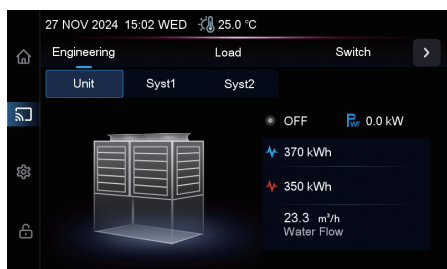 27 NOV 2024 15:02 WED 25.0 °C
Engineering Load Switch
Unit Syst1 Syst2
OFF Pwr 0.0 kW
370 kWh
350 kWh
23.3 m³/h
Water Flow